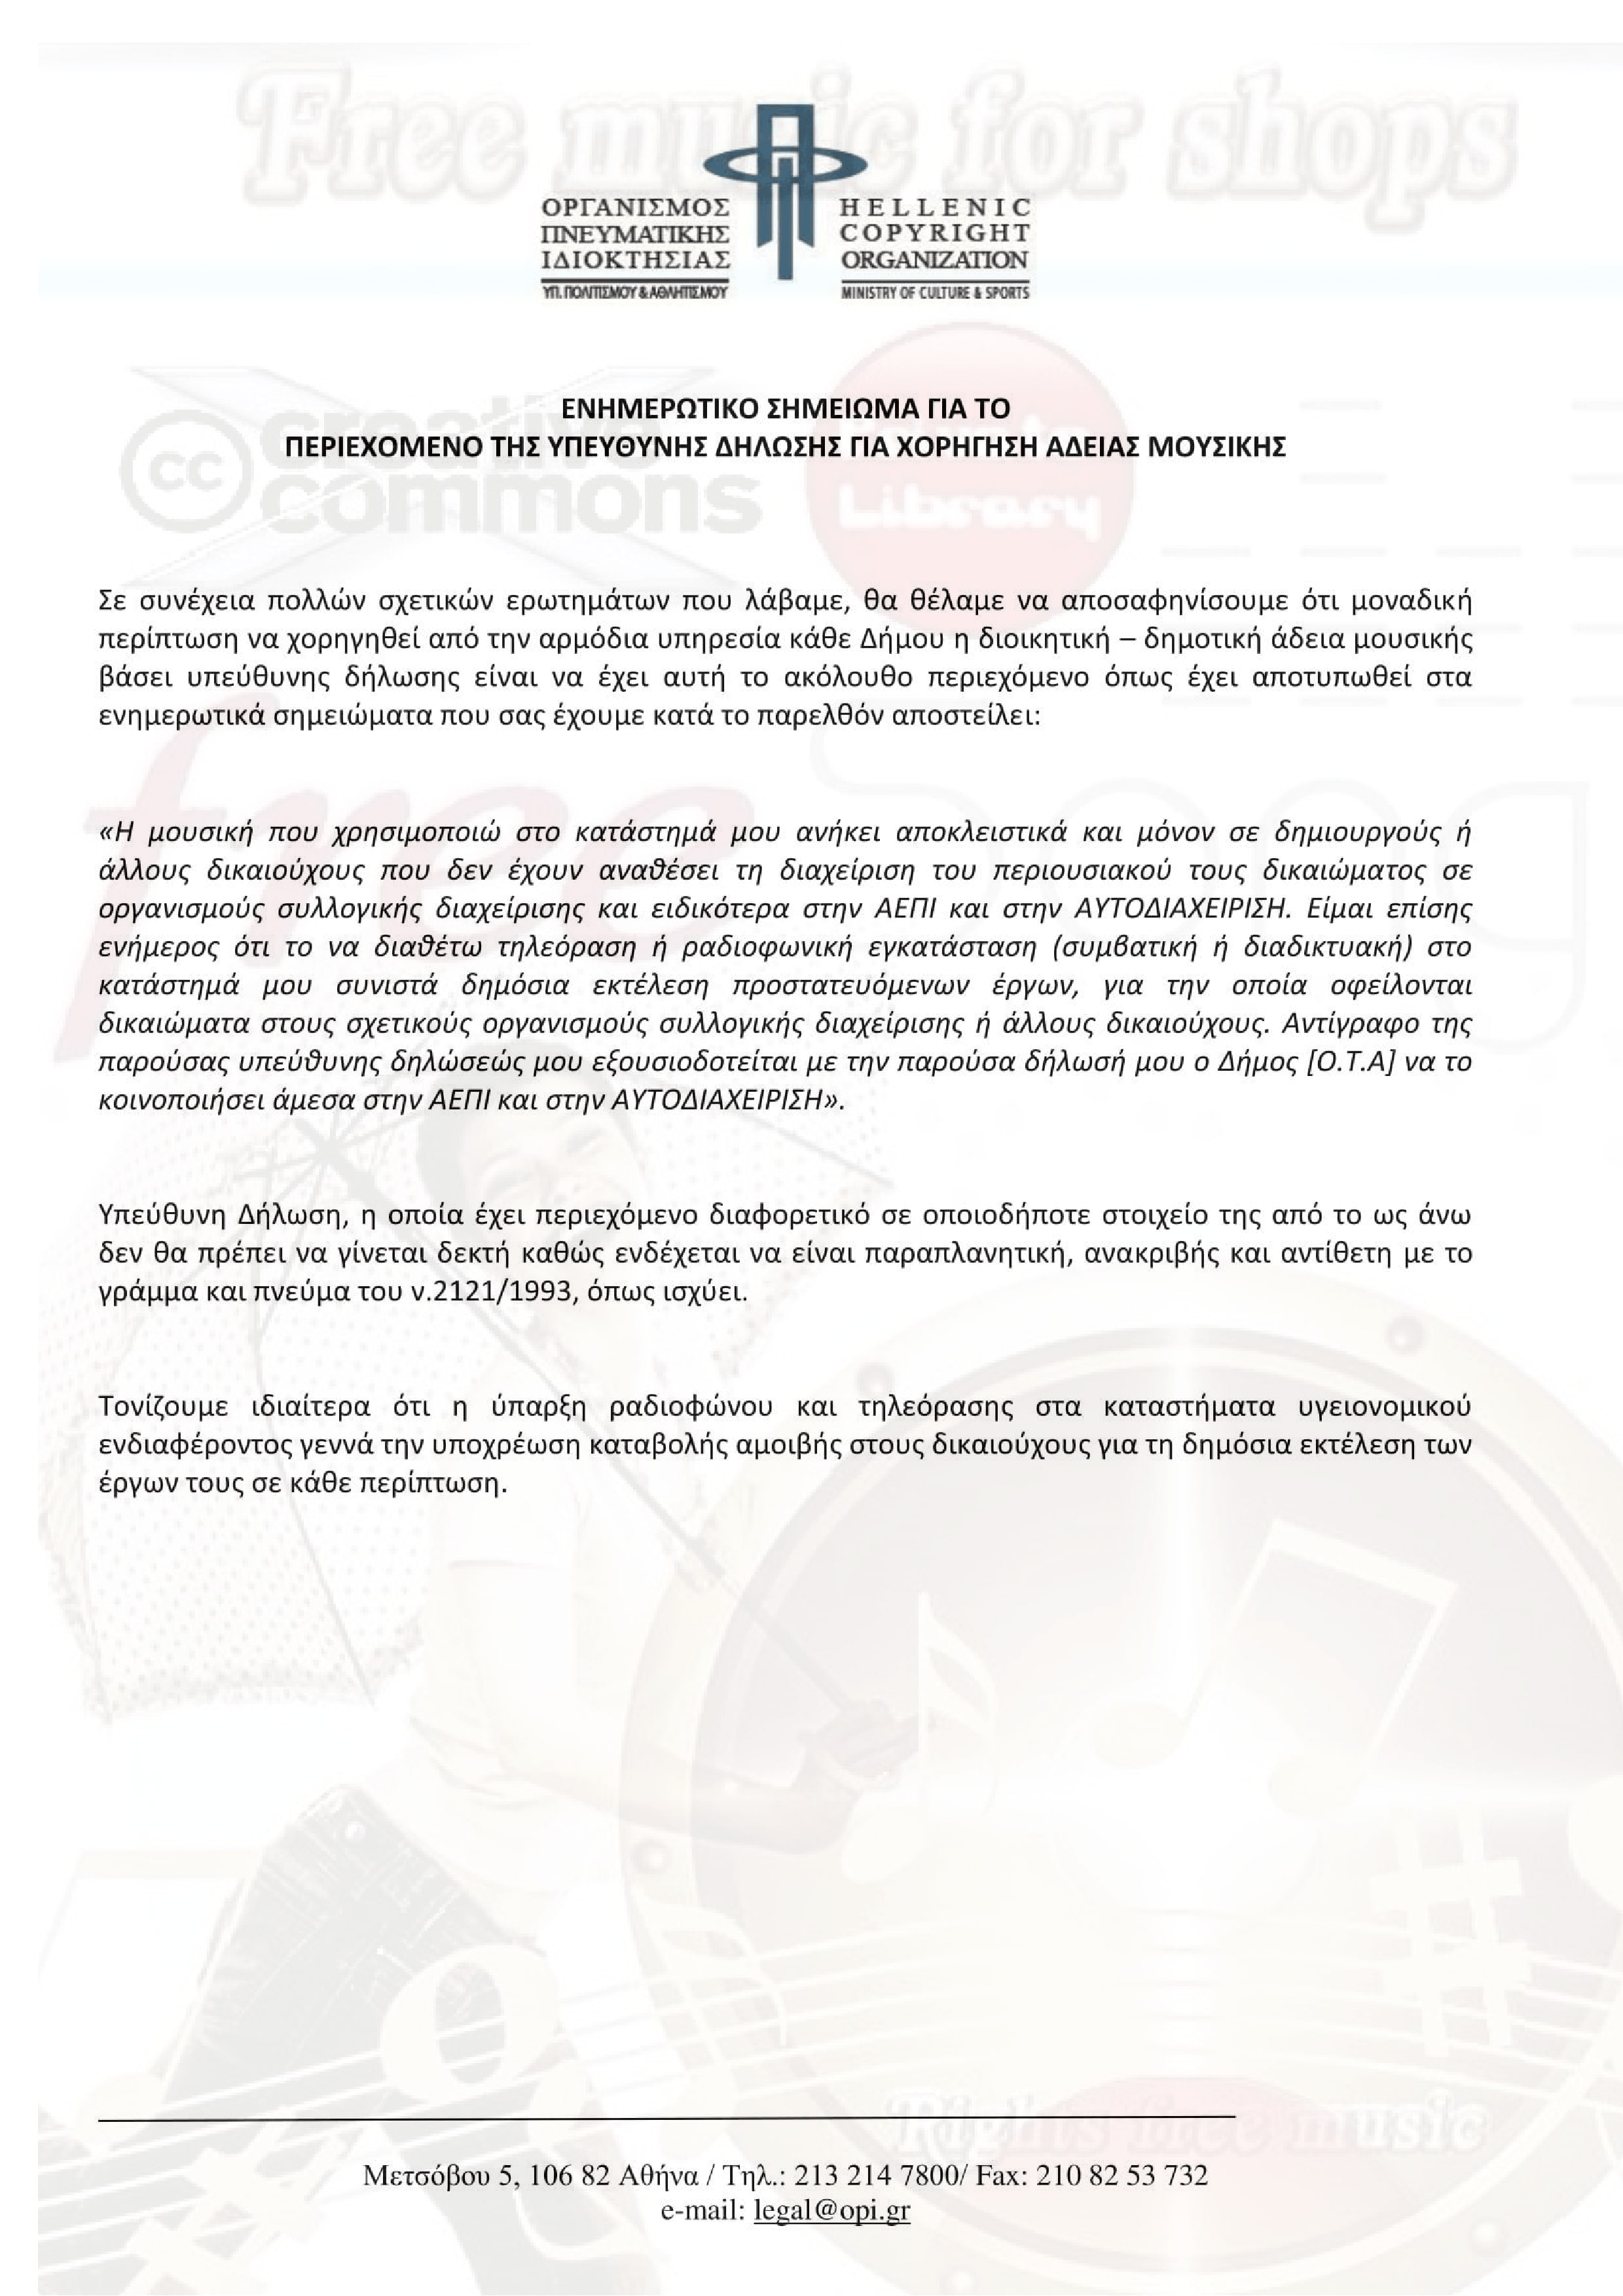 Free music for shops
ΟΡΓΑΝΙΣΜΟΣ
ΠΝΕΥΜΑΤΙΚΗΣ
ΙΔΙΟΚΤΗΣΙΑΣ
ΥΠ. ΠΟΛΙΤΙΣΜΟΥ & ΑΘΛΗΤΙΣΜΟΥ
HELLENIC
COPYRIGHT
ORGANIZATION
MINISTRY OF CULTURE & SPORTS
creative
commons
cc
Library
ΕΝΗΜΕΡΩΤΙΚΟ ΣΗΜΕΙΩΜΑ ΓΙΑ ΤΟ
ΠΕΡΙΕΧΟΜΕΝΟ ΤΗΣ ΥΠΕΥΘΥΝΗΣ ΔΗΛΩΣΗΣ ΓΙΑ ΧΟΡΗΓΗΣΗ ΑΔΕΙΑΣ ΜΟΥΣΙΚΗΣ
Σε συνέχεια πολλών σχετικών ερωτημάτων που λάβαμε, θα θέλαμε να αποσαφηνίσουμε ότι μοναδική
περίπτωση να χορηγηθεί από την αρμόδια υπηρεσία κάθε Δήμου η διοικητική – δημοτική άδεια μουσικής
βάσει υπεύθυνης δήλωσης είναι να έχει αυτή το ακόλουθο περιεχόμενο όπως έχει αποτυπωθεί στα
ενημερωτικά σημειώματα που σας έχουμε κατά το παρελθόν αποστείλει:
free
«Η μουσική που χρησιμοποιώ στο κατάστημά μου ανήκει αποκλειστικά και μόνον σε δημιουργούς ή
άλλους δικαιούχους που δεν έχουν αναθέσει τη διαχείριση του περιουσιακού τους δικαιώματος σε
οργανισμούς συλλογικής διαχείρισης και ειδικότερα στην ΑΕΠΙ και στην ΑΥΤΟΔΙΑΧΕΙΡΙΣΗ. Είμαι επίσης
ενήμερος ότι το να διαθέτω τηλεόραση ή ραδιοφωνική εγκατάσταση (συμβατική ή διαδικτυακή) στο
κατάστημά μου συνιστά δημόσια εκτέλεση προστατευόμενων έργων, για την οποία οφείλονται
δικαιώματα στους σχετικούς οργανισμούς συλλογικής διαχείρισης ή άλλους δικαιούχους. Αντίγραφο της
παρούσας υπεύθυνης δηλώσεώς μου εξουσιοδοτείται με την παρούσα δήλωσή μου ο Δήμος [Ο.Τ.Α] να το
κοινοποιήσει άμεσα στην ΑΕΠΙ και στην ΑΥΤΟΔΙΑΧΕΙΡΙΣΗ».
Υπεύθυνη Δήλωση, η οποία έχει περιεχόμενο διαφορετικό σε οποιοδήποτε στοιχείο της από το ως άνω
δεν θα πρέπει να γίνεται δεκτή καθώς ενδέχεται να είναι παραπλανητική, ανακριβής και αντίθετη με το
γράμμα και πνεύμα του ν.2121/1993, όπως ισχύει.
Τονίζουμε ιδιαίτερα ότι η ύπαρξη ραδιοφώνου και τηλεόρασης στα καταστήματα υγειονομικού
ενδιαφέροντος γεννά την υποχρέωση καταβολής αμοιβής στους δικαιούχους για τη δημόσια εκτέλεση των
έργων τους σε κάθε περίπτωση.
Rights free music
Μετσόβου 5, 106 82 Αθήνα / Τηλ.: 213 214 7800/ Fax: 210 82 53 732
e-mail: legal@opi.gr